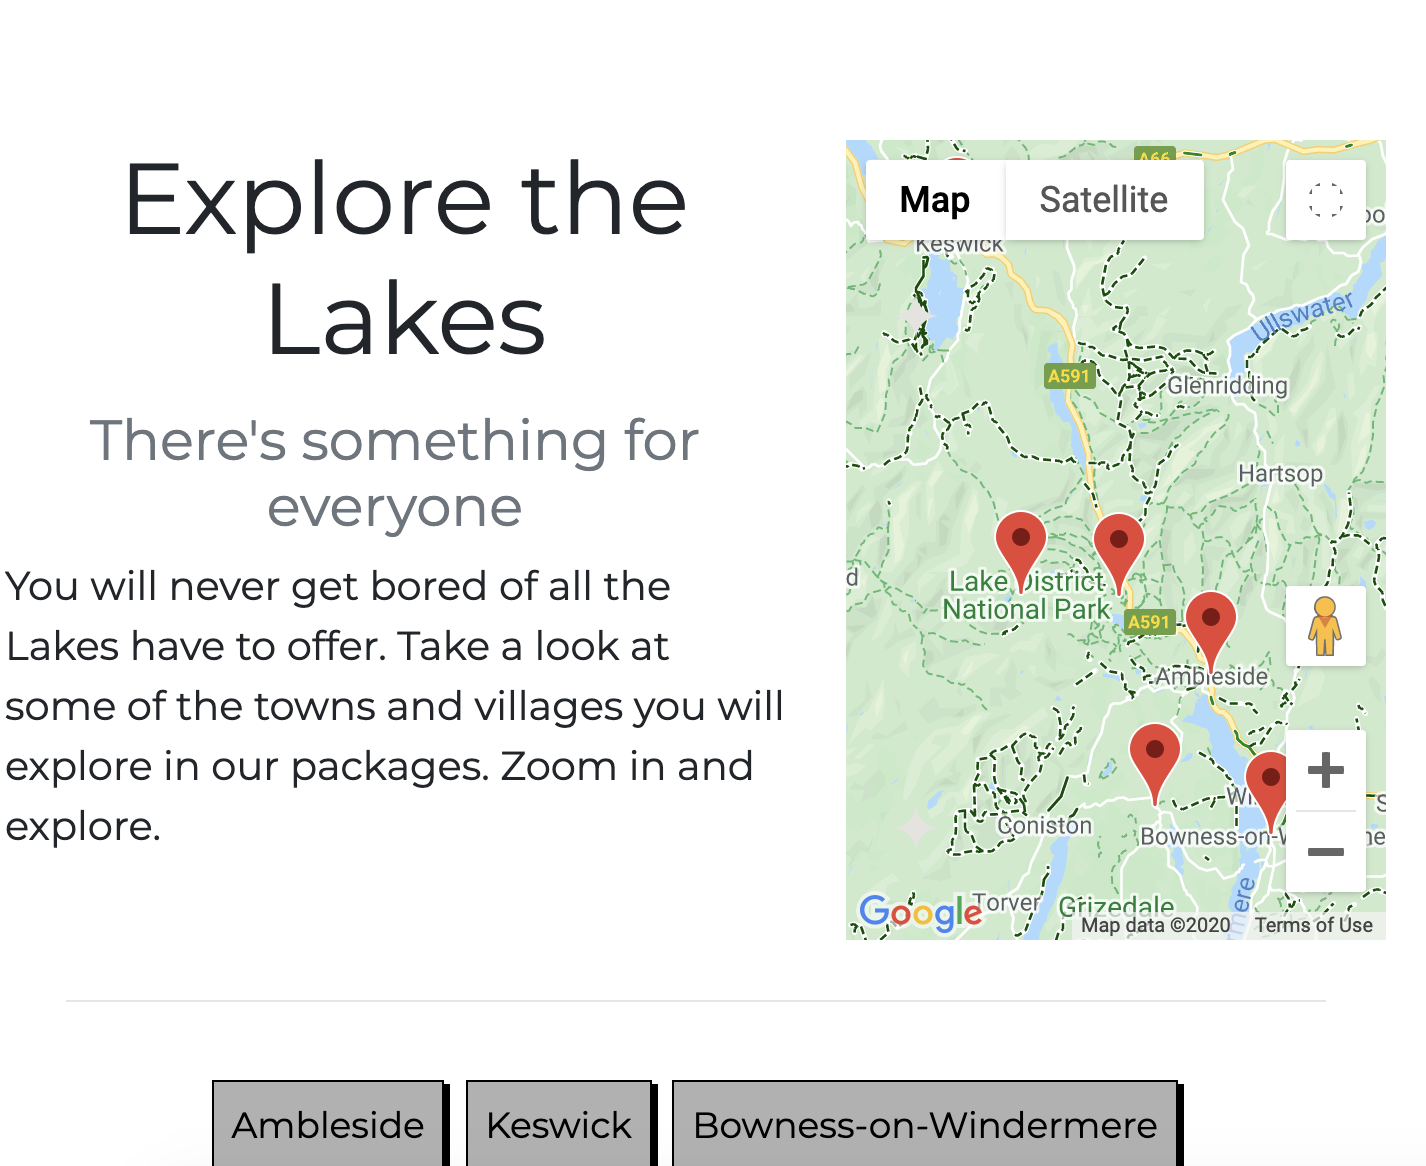 Explore the
Lakes
There's something for
everyone
You will never get bored of all the
Lakes have to offer. Take a look at
some of the towns and villages you will
explore in our packages. Zoom in and
explore.
A66
Map
Satellite
Keswick
Ullswater
A591
Glenridding
Hartsop
Lake District
National Park
A591
Ambleside
Coniston
Bowness-on-W
Torver
Grizedale
Google
Map data ©2020
Terms of Use
Ambleside
Keswick
Bowness-on-Windermere